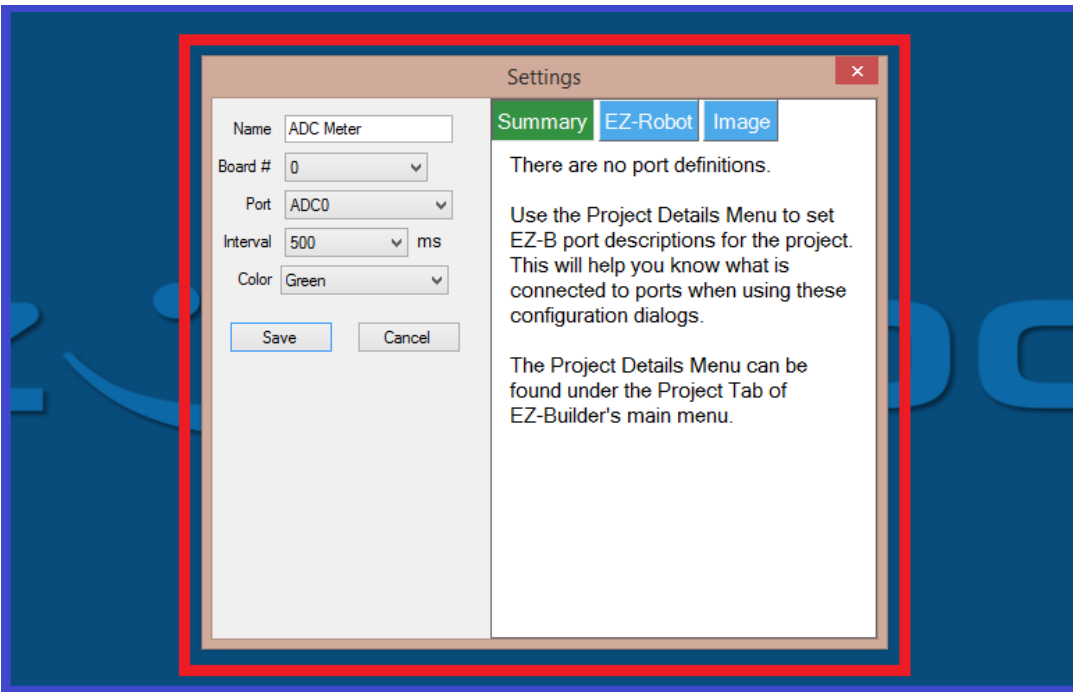 Settings
Name ADC Meter
Board # 0
Port ADC0
Interval 500 ms
Color Green
Save Cancel
Summary EZ-Robot Image
There are no port definitions.
Use the Project Details Menu to set
EZ-B port descriptions for the project.
This will help you know what is
connected to ports when using these
configuration dialogs.
The Project Details Menu can be
found under the Project Tab of
EZ-Builder's main menu.